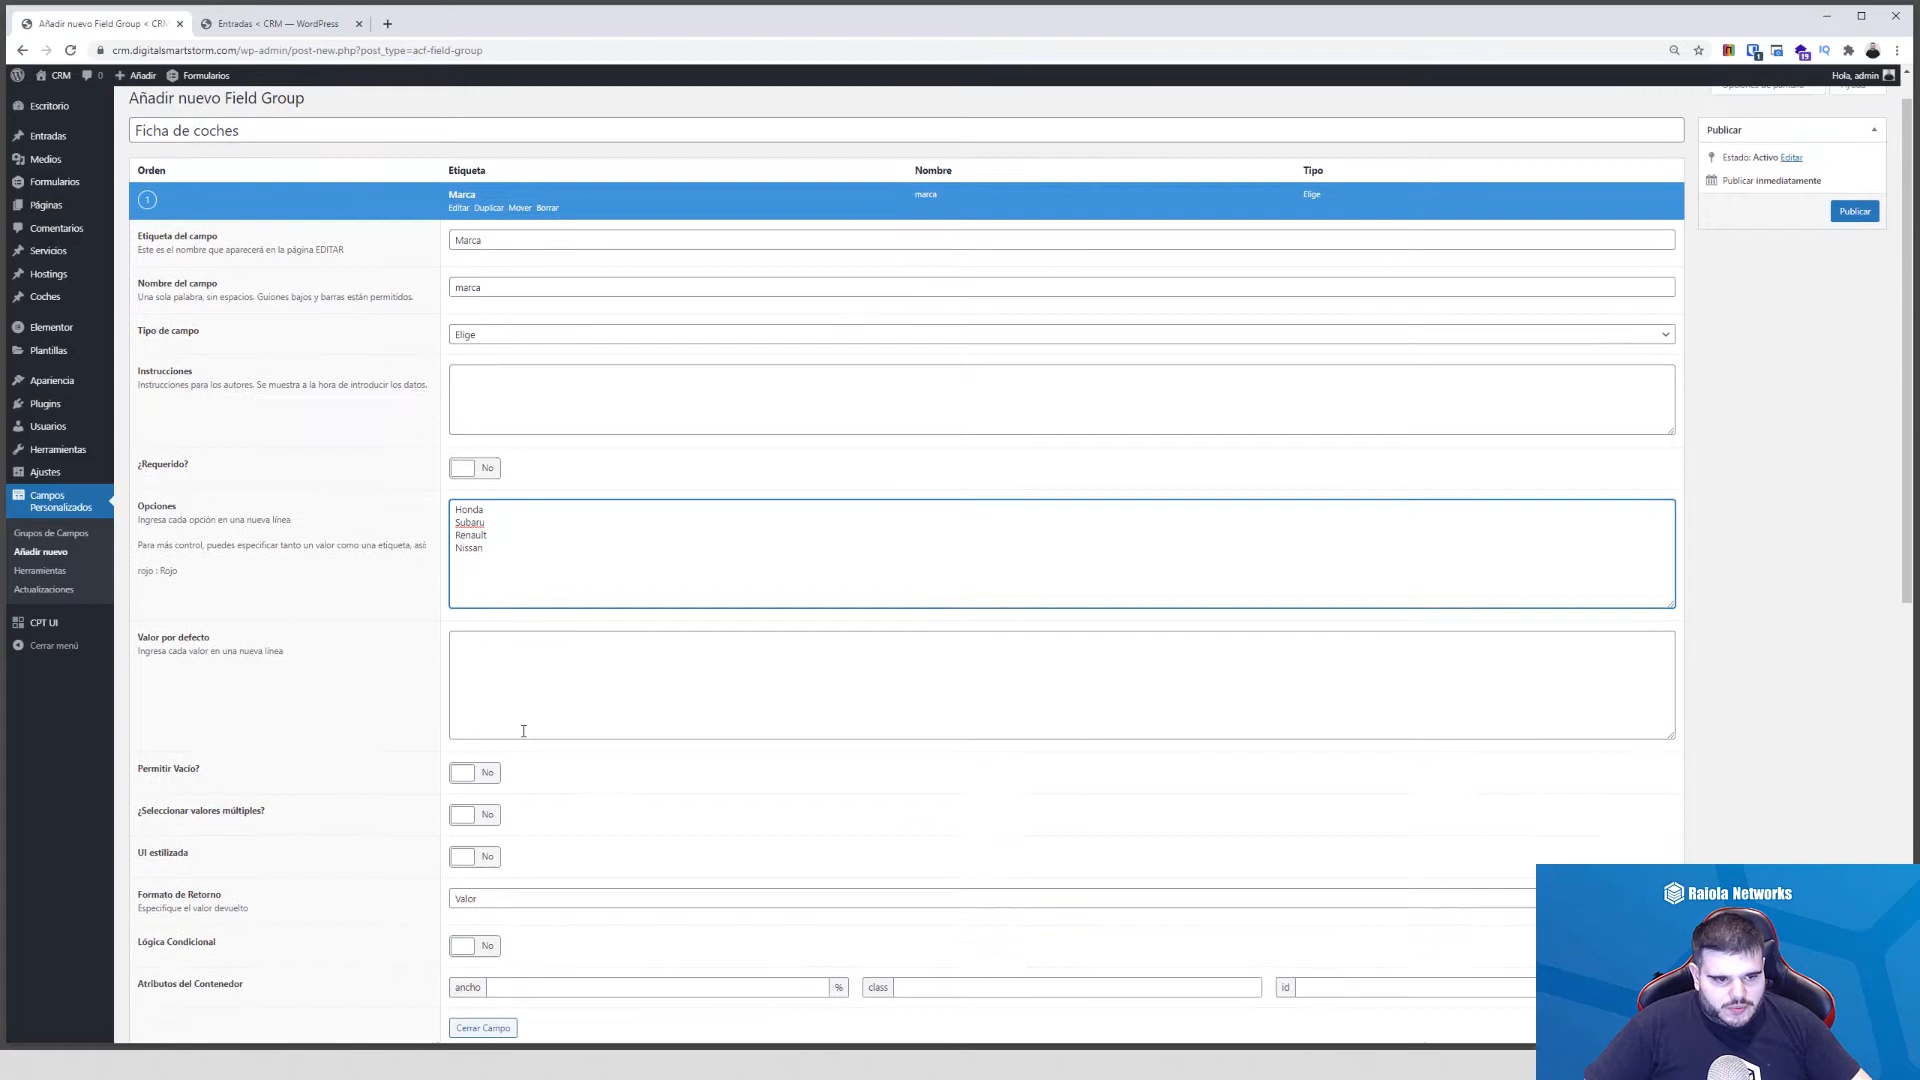 Añadir nuevo Field Group < CRM
Entradas < CRM — WordPress
crm.digitalsmartstorm.com/wp-admin/post-new.php?post_type=acf-field-group
CRM
0
Añadir
Formularios
Hola, admin
Escritorio
Entradas
Medios
Formularios
Páginas
Comentarios
Servicios
Hostings
Coches
Elementor
Plantillas
Apariencia
Plugins
Usuarios
Herramientas
Ajustes
Campos
Personalizados
Grupos de Campos
Añadir nuevo
Herramientas
Actualizaciones
CPT UI
Cerrar menú
Añadir nuevo Field Group
Opciones de pantalla
Ayuda
Ficha de coches
Orden Etiqueta Nombre Tipo
1 Marca marca Elige
Editar Duplicar Mover Borrar
Etiqueta del campo
Este es el nombre que aparecerá en la página EDITAR
Marca
Nombre del campo
Una sola palabra, sin espacios. Guiones bajos y barras están permitidos.
marca
Tipo de campo
Elige
Instrucciones
Instrucciones para los autores. Se muestra a la hora de introducir los datos.
¿Requerido?
No
Opciones
Ingresa cada opción en una nueva línea
Para más control, puedes especificar tanto un valor como una etiqueta, así:
rojo : Rojo
Honda
Subaru
Renault
Nissan
Valor por defecto
Ingresa cada valor en una nueva línea
Permitir Vacío?
No
¿Seleccionar valores múltiples?
No
UI estilizada
No
Formato de Retorno
Especifique el valor devuelto
Valor
Lógica Condicional
No
Atributos del Contenedor
ancho % class id
Cerrar Campo
Publicar
Estado: Activo Editar
Publicar inmediatamente
Publicar
Raiola Networks